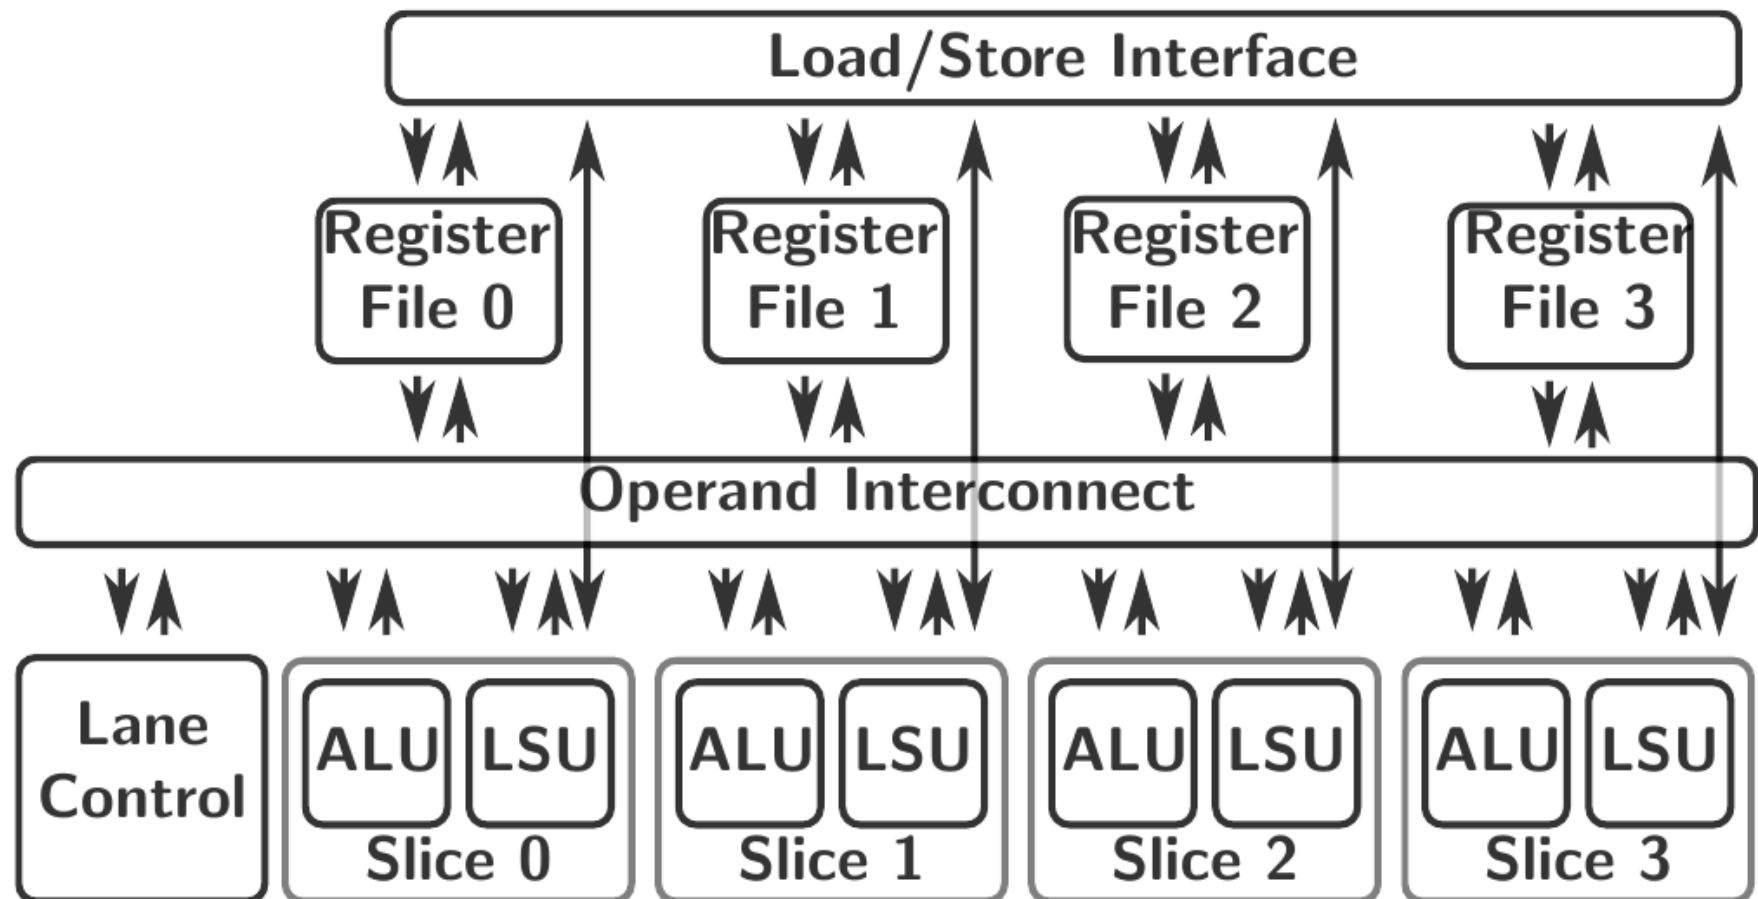 Load/Store Interface
Register
File 0
Register
File 1
Register
File 2
Register
File 3
Operand Interconnect
Lane
Control
ALU
LSU
Slice 0
ALU
LSU
Slice 1
ALU
LSU
Slice 2
ALU
LSU
Slice 3